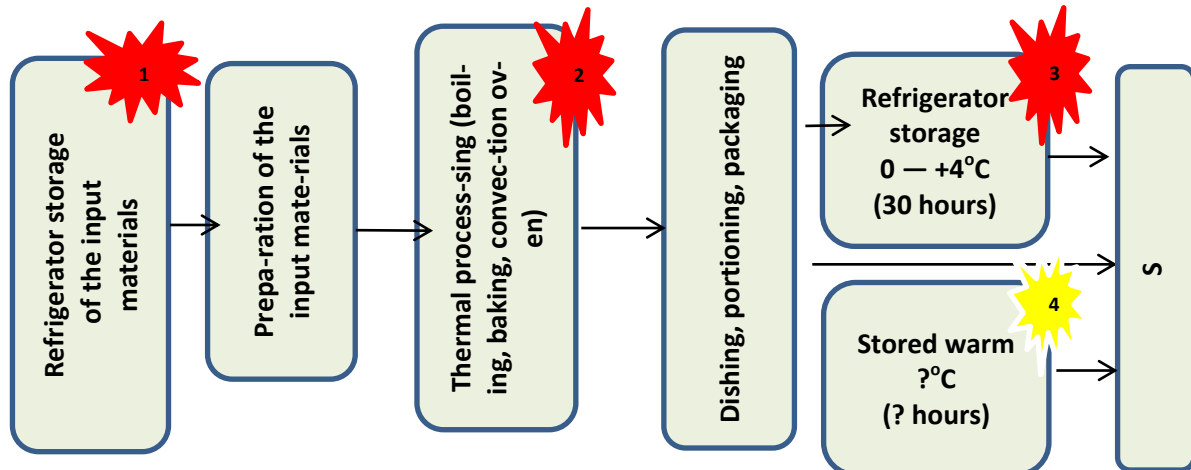 1
Refrigerator storage
of the input
materials
Prepa-ration of the
input mate-rials
2
Thermal process-sing (boil-
ing, baking, convec-tion ov-
en)
Dishing, portioning, packaging
3
Refrigerator
storage
0 — +4°C
(30 hours)
4
Stored warm
?°C
(? hours)
S